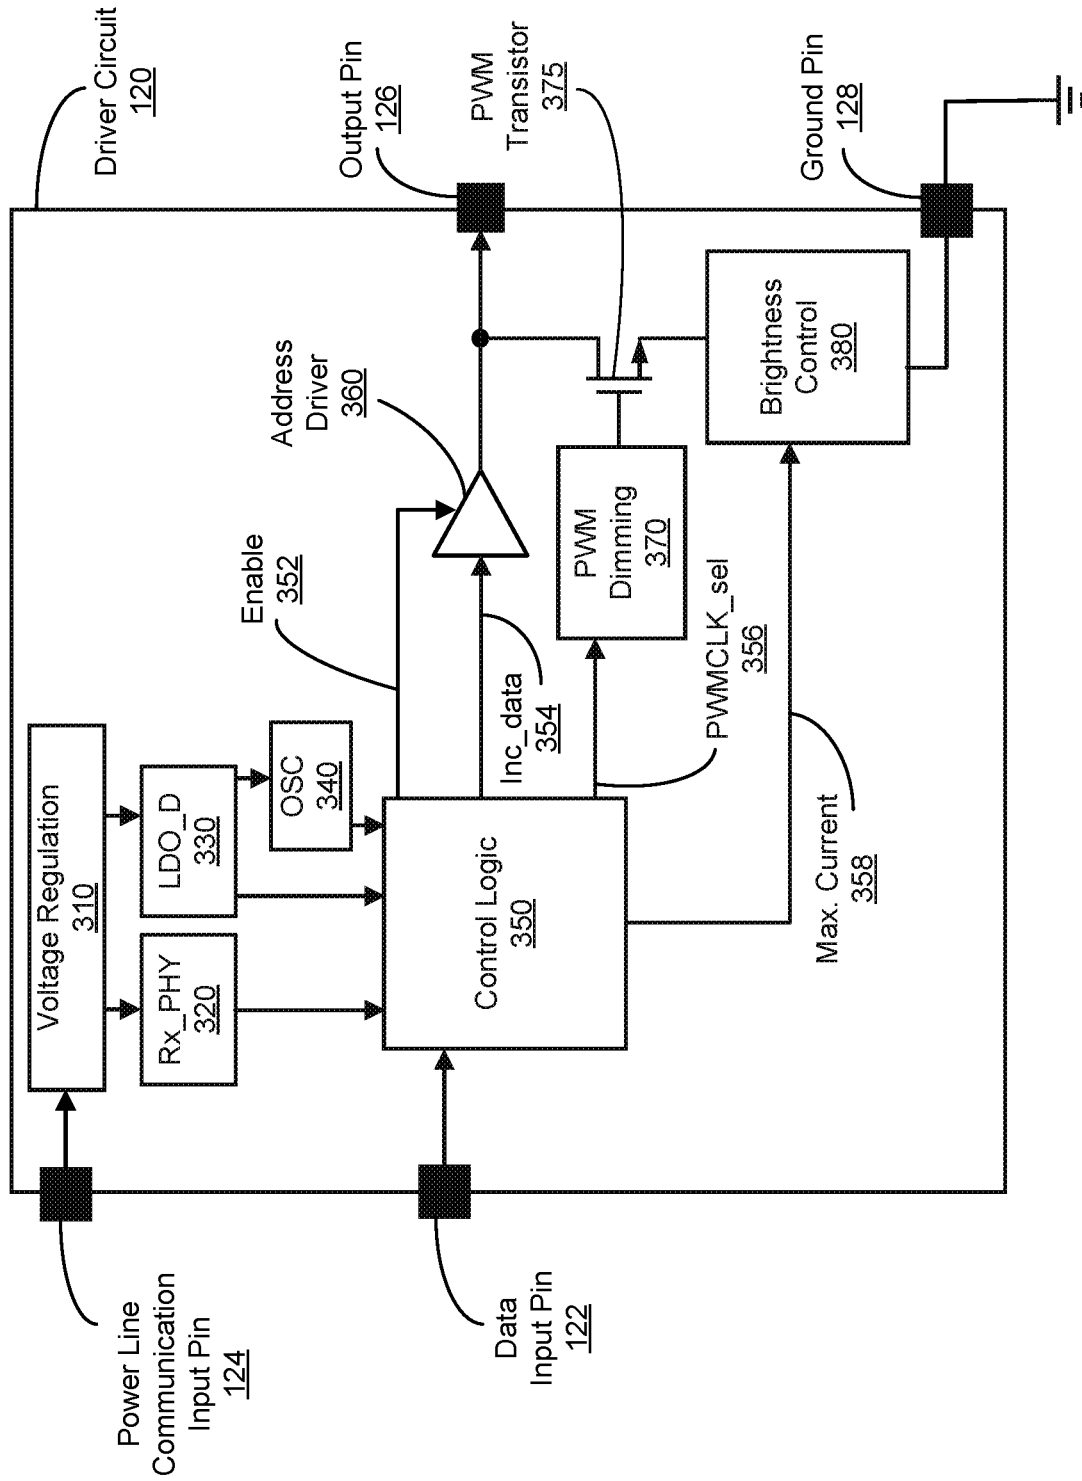 Driver Circuit
120
Power Line
Communication
Input Pin
124
Voltage Regulation
310
Rx_PHY
320
LDO_D
330
OSC
340
Enable
352
Address
Driver
360
Output Pin
126
Data
Input Pin
122
Control Logic
350
Inc_data
354
PWM
Dimming
370
PWM
Transistor
375
PWMCLK_sel
356
Max. Current
358
Brightness
Control
380
Ground Pin
128